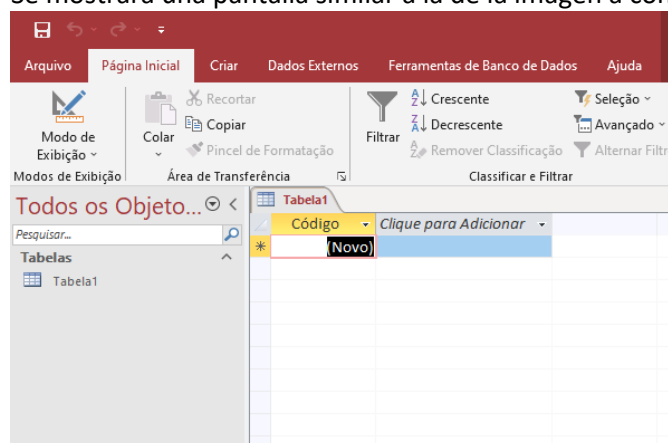 Se mostrará una pantalla similar a la de la imagen a con
Arquivo Página Inicial Criar Dados Externos Ferramentas de Banco de Dados Ajuda
Modo de Exibição
Colar
Recortar
Copiar
Pincel de Formatação
Filtrar
Crescente
Decrescente
Remover Classificação
Seleção
Avançado
Alternar Filtr
Modos de Exibição Área de Transferência Classificar e Filtrar
Todos os Objeto...
Pesquisar...
Tabelas
Tabela1
Tabela1
Código Clique para Adicionar
(Novo)